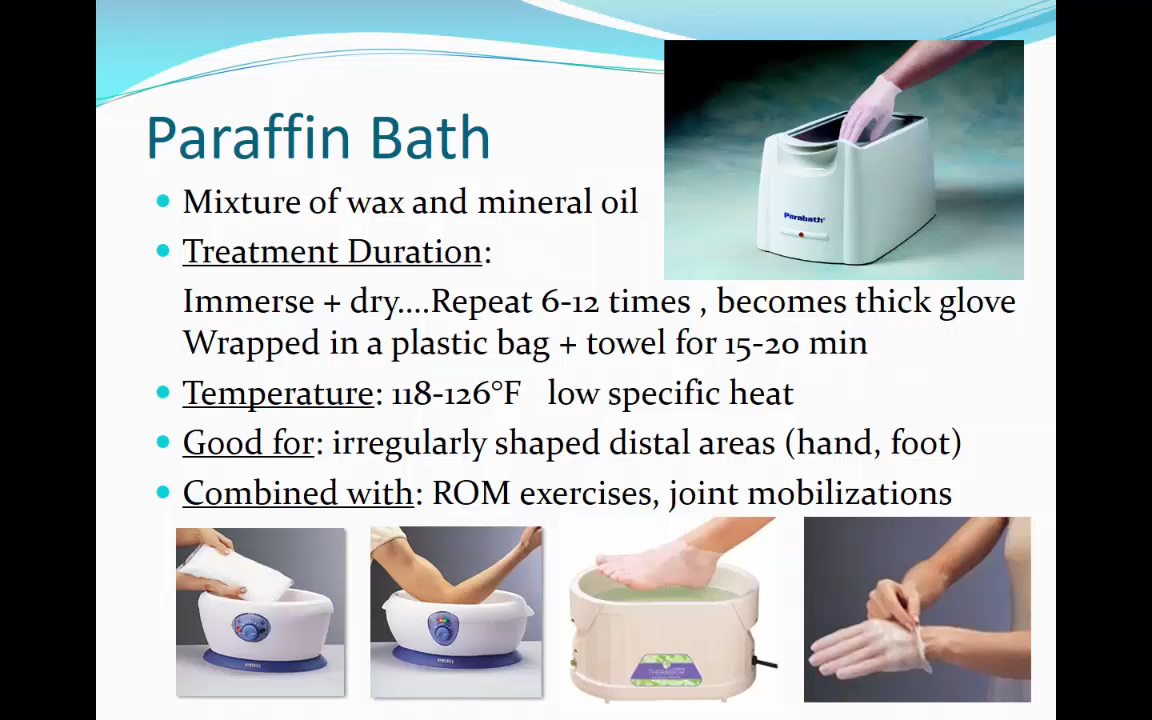 Paraffin Bath
Mixture of wax and mineral oil
Treatment Duration:
Immerse + dry....Repeat 6-12 times , becomes thick glove
Wrapped in a plastic bag + towel for 15-20 min
Temperature: 118-126°F low specific heat
Good for: irregularly shaped distal areas (hand, foot)
Combined with: ROM exercises, joint mobilizations
Parabath
THERABATH